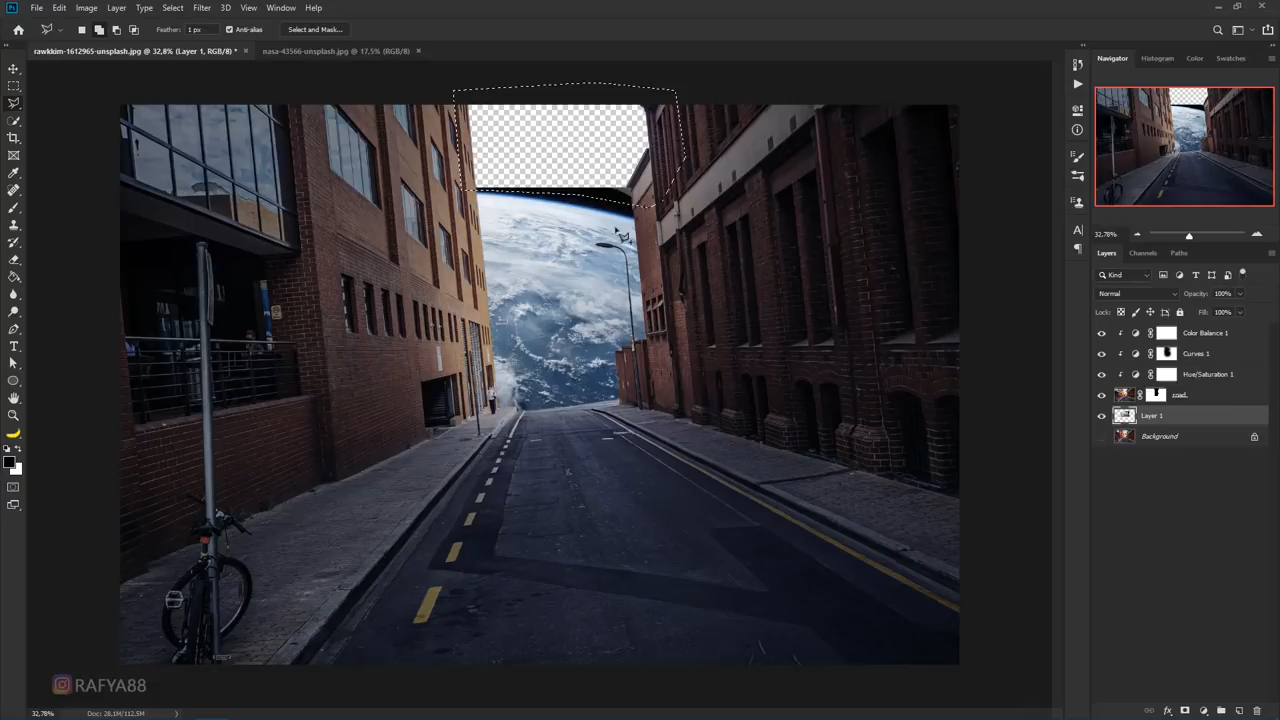 File Edit Image Layer Type Select Filter 3D View Window Help
Feather: 1 px Anti-alias Select and Mask...
rawkkim-1612965-unsplash.jpg @ 32,8% (Layer 1, RGB/8) * nasa-43566-unsplash.jpg @ 17,5% (RGB/8)
Navigator Histogram Color Swatches
32,78%
Layers Channels Paths
Kind
Normal Opacity: 100%
Lock: Fill: 100%
Color Balance 1
Curves 1
Hue/Saturation 1
road.
Layer 1
Background
RAFYA88
32,78% Doc: 28,1M/112,5M